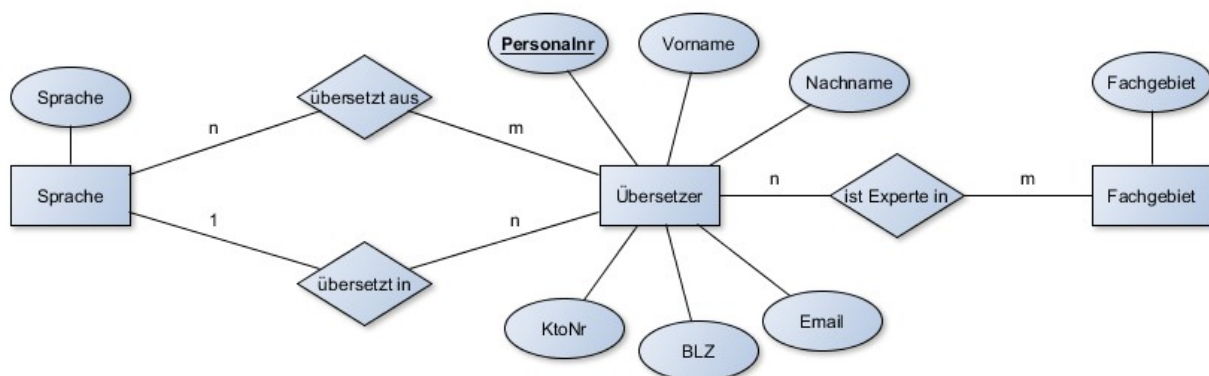 Personalnr
Vorname
Sprache
übersetzt aus
Nachname
Fachgebiet
n
m
Sprache
Übersetzer
n
ist Experte in
m
Fachgebiet
1
n
übersetzt in
KtoNr
BLZ
Email